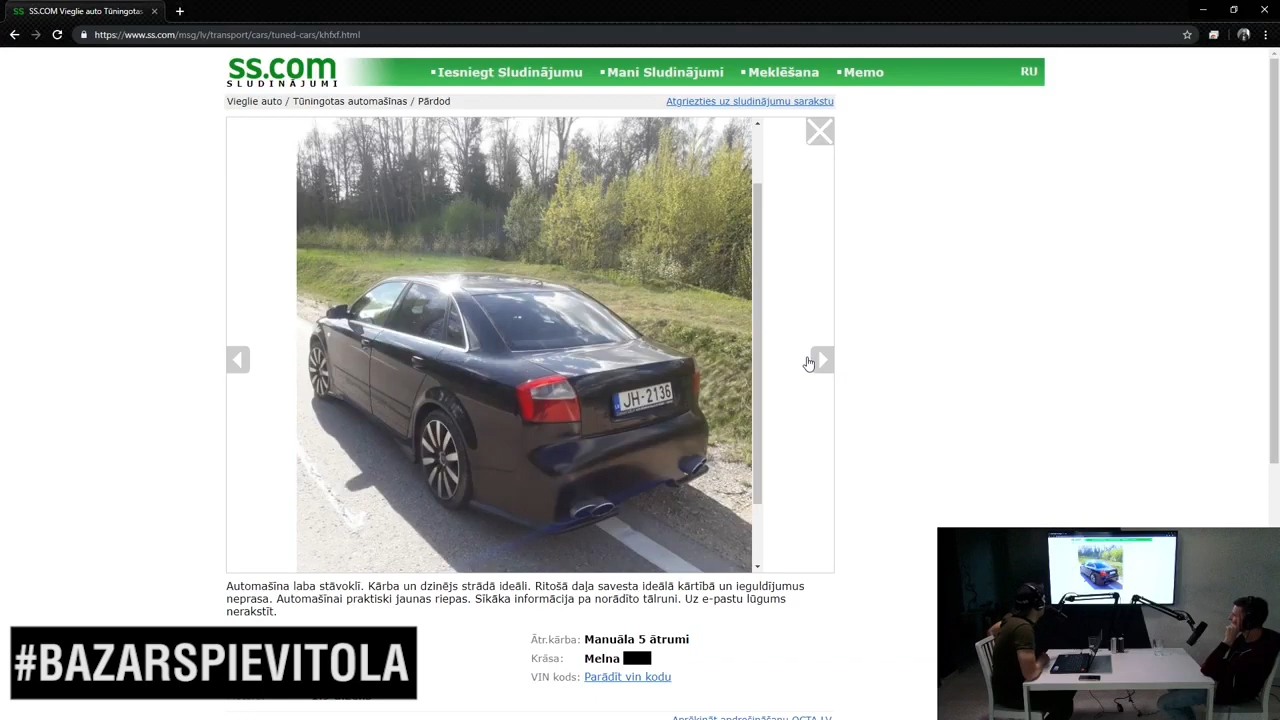 SS.COM Vieglie auto Tūningotas
https://www.ss.com/msg/lv/transport/cars/tuned-cars/khfxf.html
ss.com
SLUDINĀJUMI
Iesniegt Sludinājumu
Mani Sludinājumi
Meklēšana
Memo
RU
Vieglie auto / Tūningotas automašīnas / Pārdod
Atgriezties uz sludinājumu sarakstu
JH-2136
Automašīna laba stāvoklī. Kārba un dzinējs strādā ideāli. Ritošā daļa savesta ideālā kārtībā un ieguldījumus
neprasa. Automašīnai praktiski jaunas riepas. Sīkāka informācija pa norādīto tālruni. Uz e-pastu lūgums
nerakstīt.
Ātr.kārba: Manuāla 5 ātrumi
Krāsa: Melna
VIN kods: Parādīt vin kodu
#BAZARSPIEVITOLA
Aprēķināt apdrošināšanu OCTA.LV